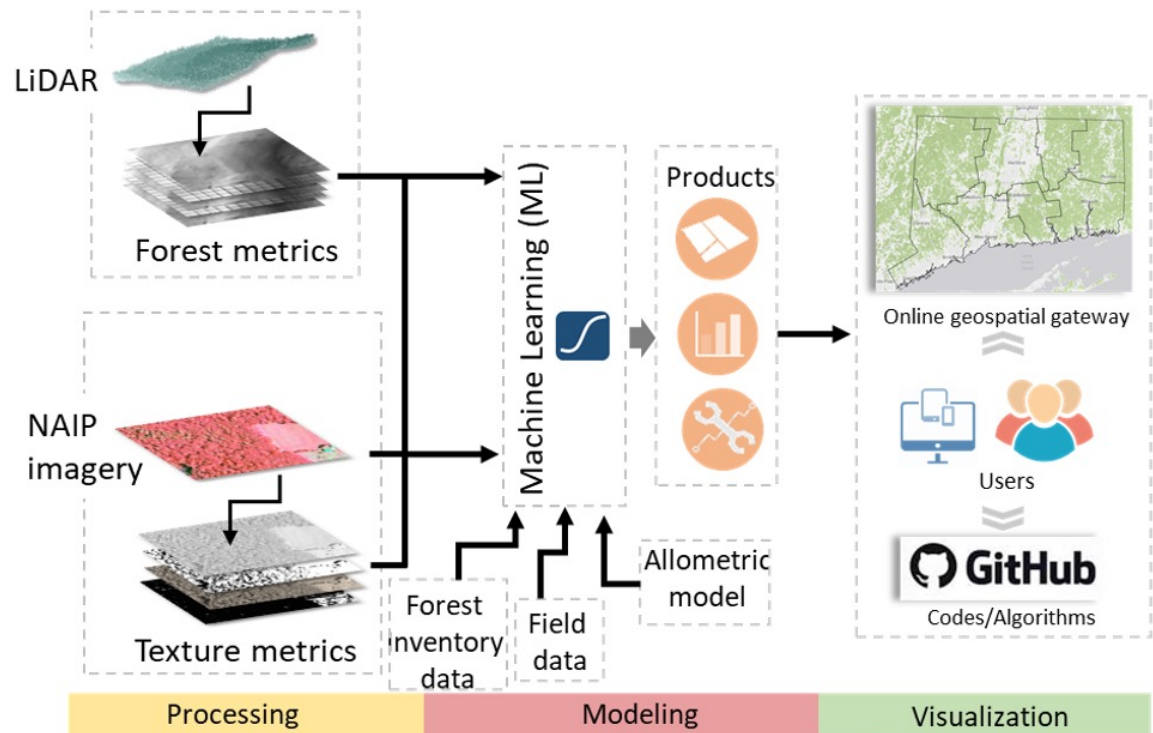 LiDAR
Forest metrics
NAIP
imagery
Texture metrics
Machine Learning (ML)
Forest
inventory
data
Field
data
Allometric
model
Products
Online geospatial gateway
Users
GitHub
Codes/Algorithms
Processing
Modeling
Visualization